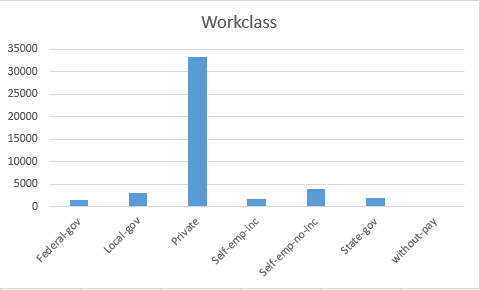 Workclass
35000
30000
25000
20000
15000
10000
5000
0
Federal-gov
Local-gov
Private
Self-emp-inc
Self-emp-no-inc
State-gov
without-pay